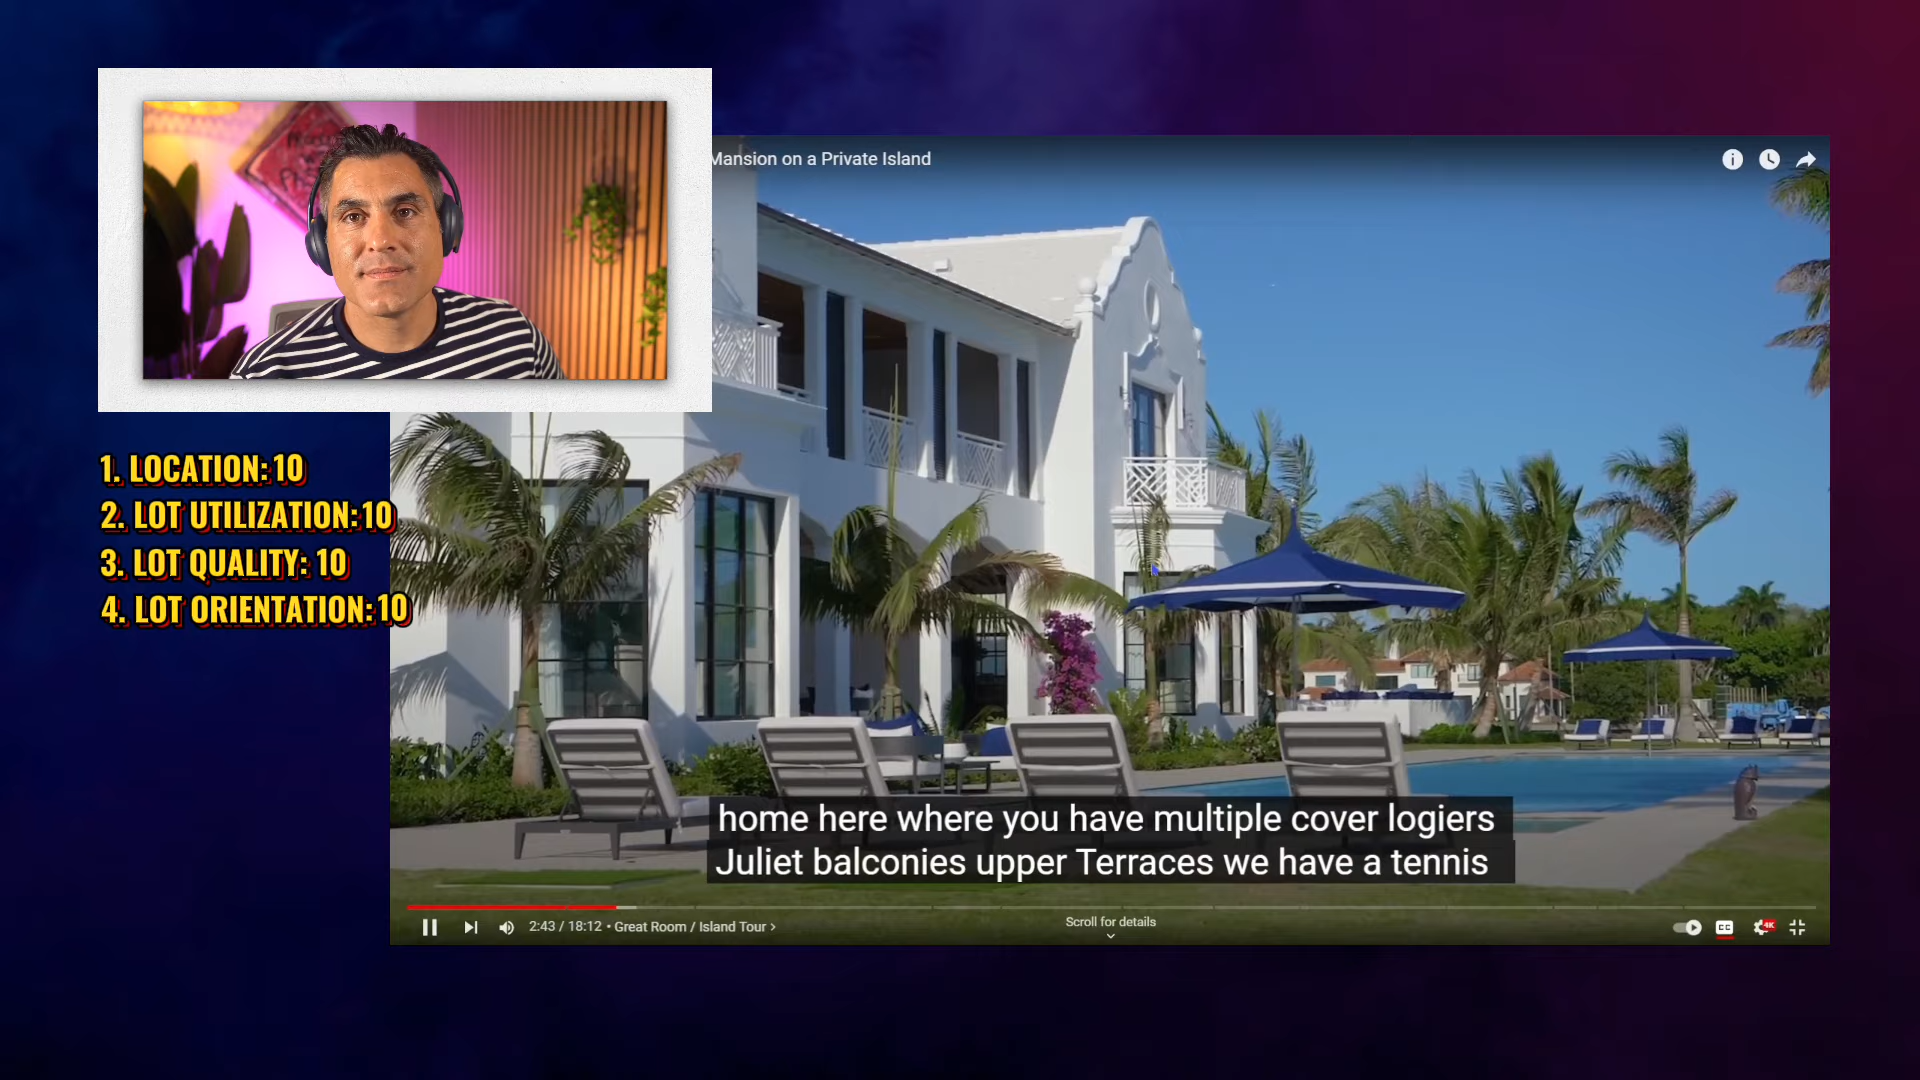 Mansion on a Private Island
1. LOCATION: 10
2. LOT UTILIZATION: 10
3. LOT QUALITY: 10
4. LOT ORIENTATION: 10
home here where you have multiple cover logiers
Juliet balconies upper Terraces we have a tennis
Scroll for details
2:43 / 18:12 • Great Room / Island Tour >
CC
4K